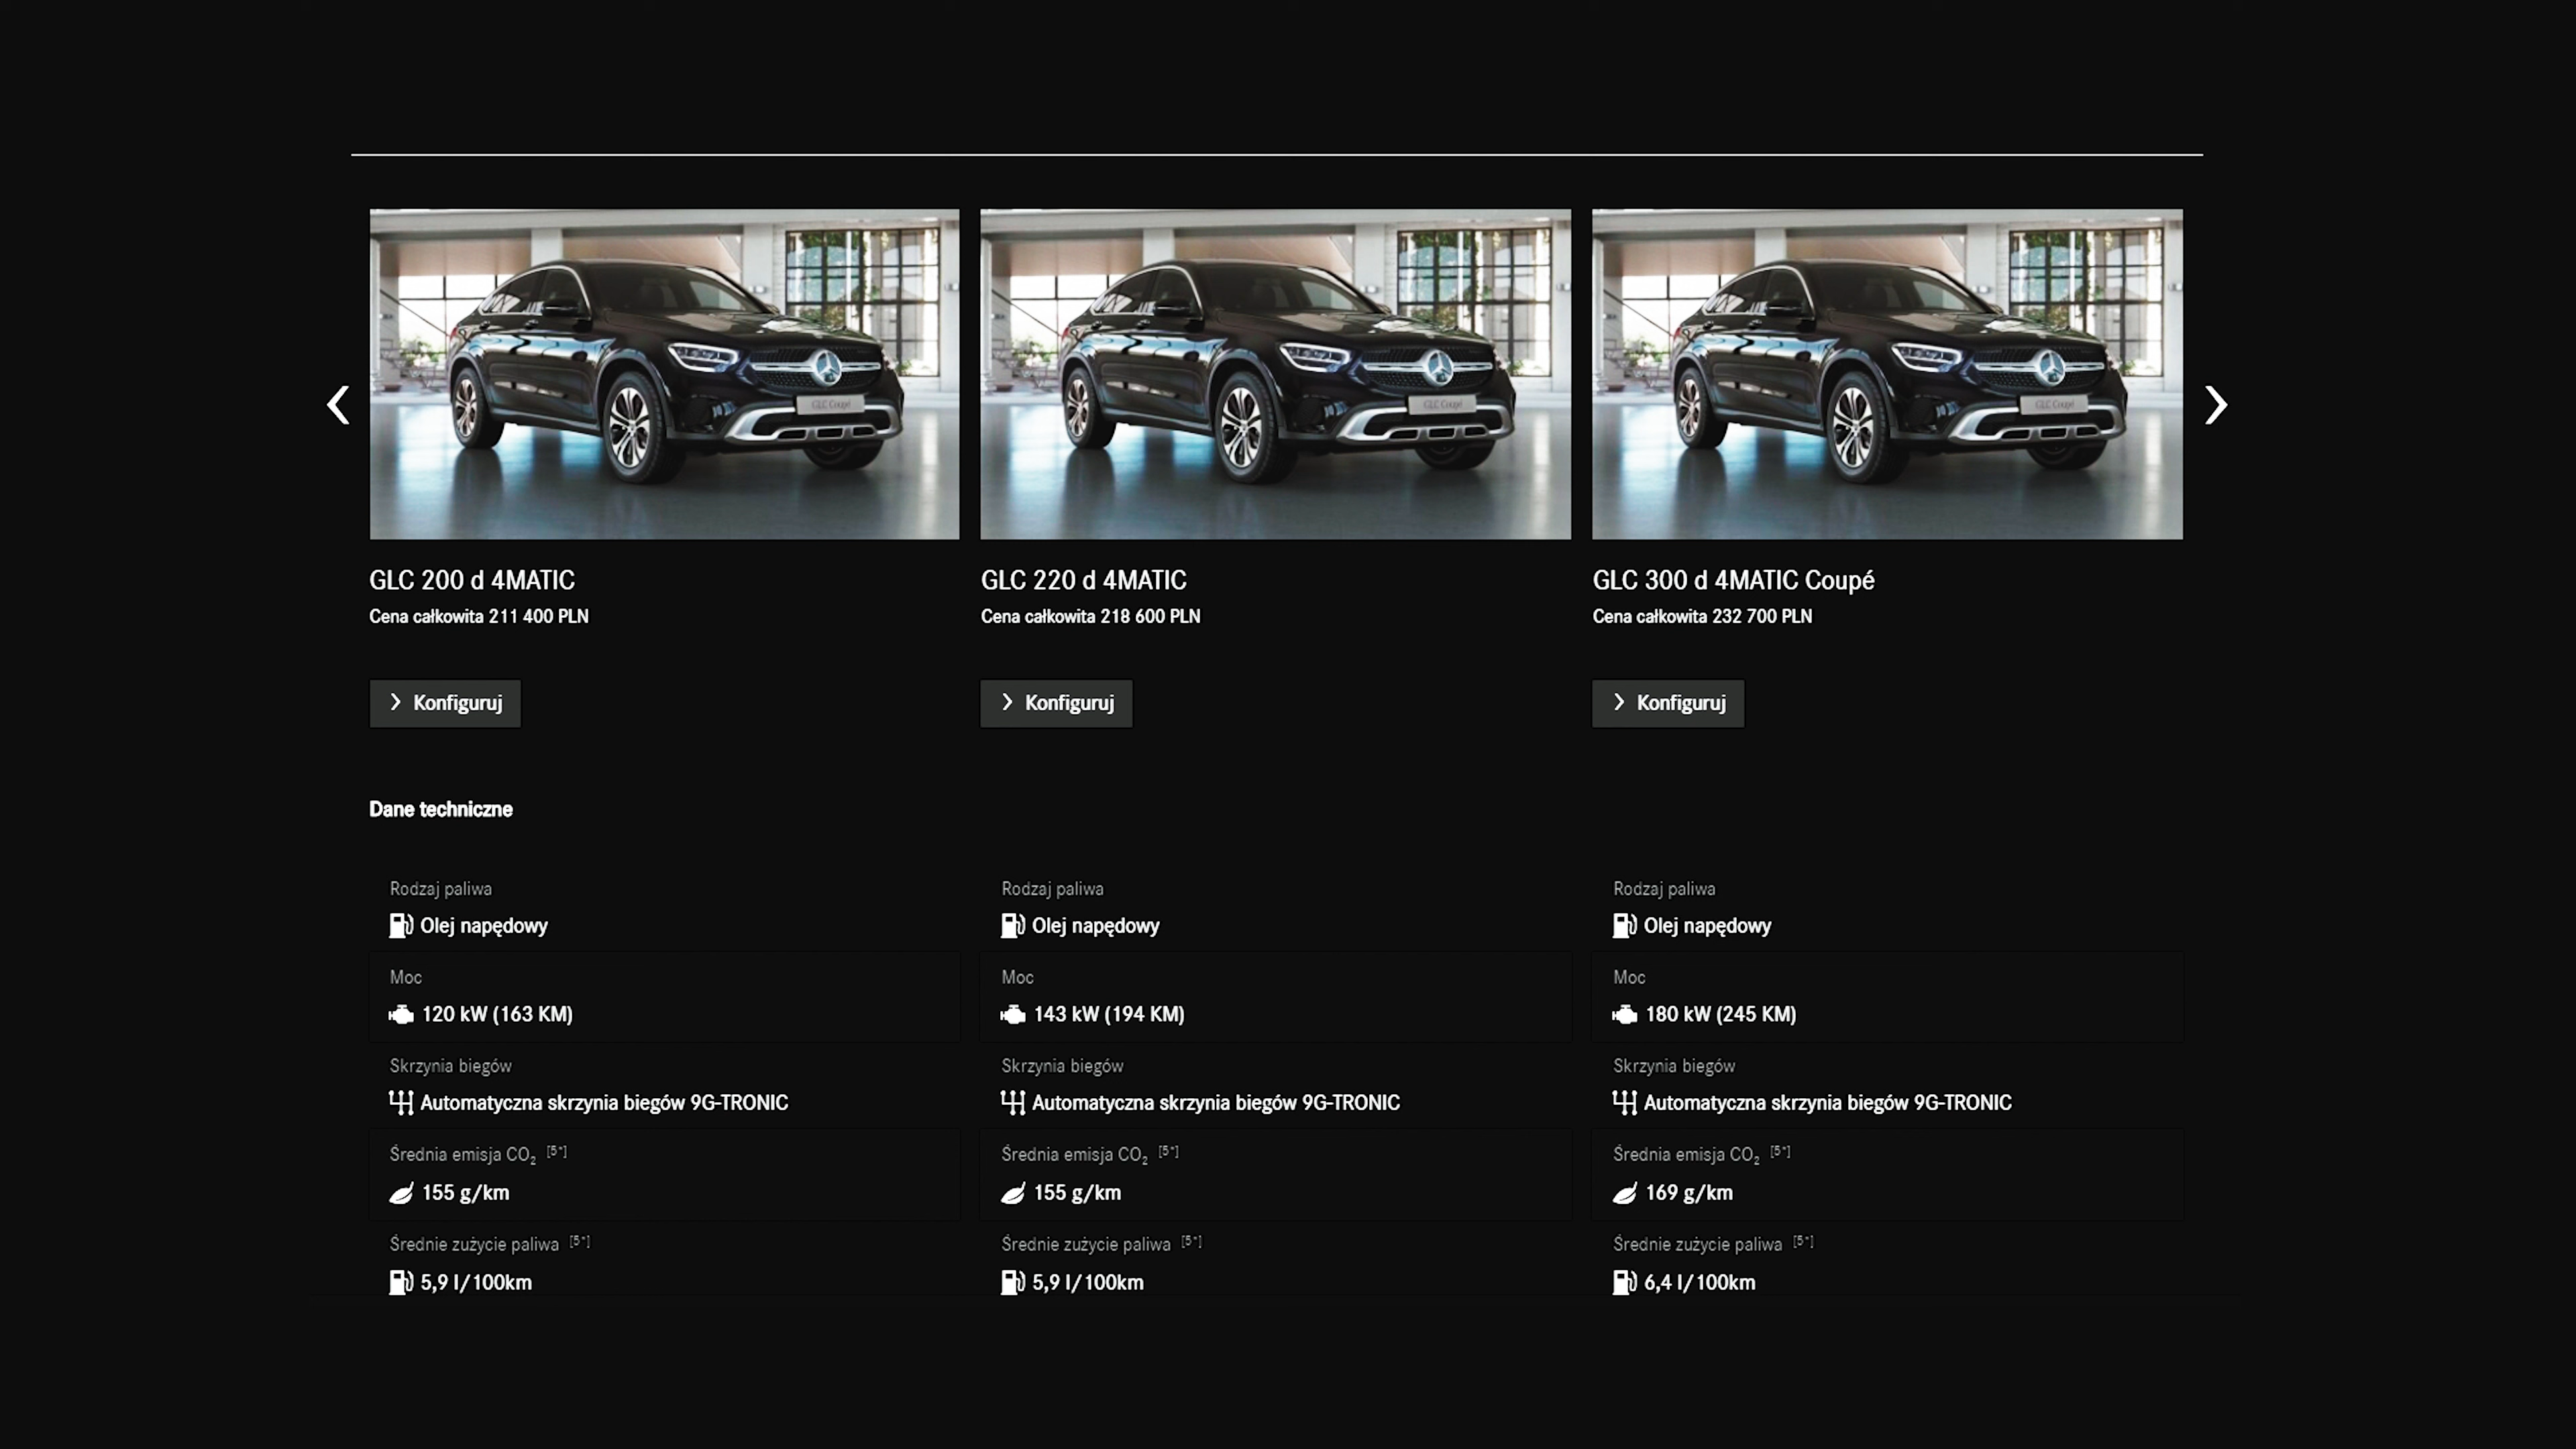 GLC Coupé
GLC Coupé
GLC Coupé
GLC 200 d 4MATIC
Cena całkowita 211 400 PLN
GLC 220 d 4MATIC
Cena całkowita 218 600 PLN
GLC 300 d 4MATIC Coupé
Cena całkowita 232 700 PLN
Konfiguruj
Konfiguruj
Konfiguruj
Dane techniczne
Rodzaj paliwa
Olej napędowy
Moc
120 kW (163 KM)
Skrzynia biegów
Automatyczna skrzynia biegów 9G-TRONIC
Średnia emisja CO₂ [5*]
155 g/km
Średnie zużycie paliwa [5*]
5,9 l/100km
Rodzaj paliwa
Olej napędowy
Moc
143 kW (194 KM)
Skrzynia biegów
Automatyczna skrzynia biegów 9G-TRONIC
Średnia emisja CO₂ [5*]
155 g/km
Średnie zużycie paliwa [5*]
5,9 l/100km
Rodzaj paliwa
Olej napędowy
Moc
180 kW (245 KM)
Skrzynia biegów
Automatyczna skrzynia biegów 9G-TRONIC
Średnia emisja CO₂ [5*]
169 g/km
Średnie zużycie paliwa [5*]
6,4 l/100km